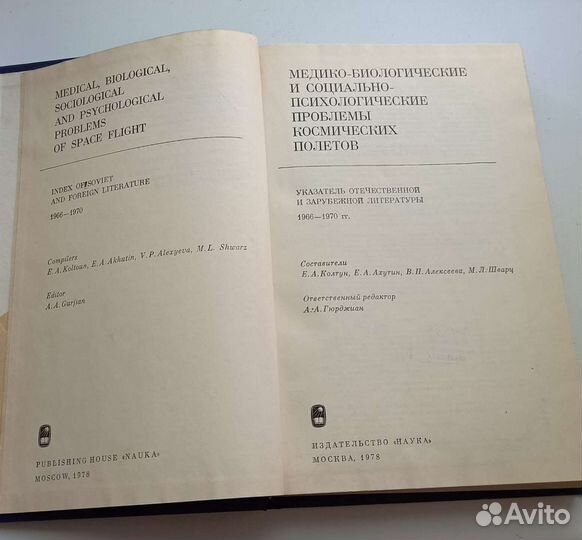 MEDICAL, BIOLOGICAL,
SOCIOLOGICAL
AND PSYCHOLOGICAL
PROBLEMS
OF SPACE FLIGHT
INDEX OF SOVIET
AND FOREIGN LITERATURE
1966—1970
Compilers
E. A. Koltoun, E. A. Akhutin, V. P. Alexyeva, M. L. Shwarz
Editor
A. A. Gurjian
PUBLISHING HOUSE «NAUKA»
MOSCOW, 1978
МЕДИКО-БИОЛОГИЧЕСКИЕ
И СОЦИАЛЬНО-
ПСИХОЛОГИЧЕСКИЕ
ПРОБЛЕМЫ
КОСМИЧЕСКИХ
ПОЛЕТОВ
УКАЗАТЕЛЬ ОТЕЧЕСТВЕННОЙ
И ЗАРУБЕЖНОЙ ЛИТЕРАТУРЫ
1966—1970 гг.
Составители
Е. А. Колтун, Е. А. Ахутин, В. П. Алексеева, М. Л. Шварц
Ответственный редактор
А. А. Гюрджиан
ИЗДАТЕЛЬСТВО «НАУКА»
МОСКВА, 1978
Avito